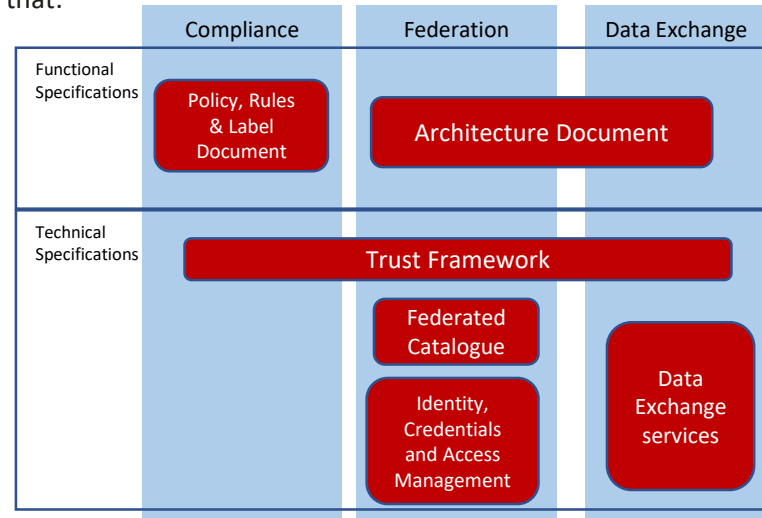 that:
Compliance
Federation
Data Exchange
Functional
Specifications
Policy, Rules
& Label
Document
Architecture Document
Technical
Specifications
Trust Framework
Federated
Catalogue
Identity,
Credentials
and Access
Management
Data
Exchange
services